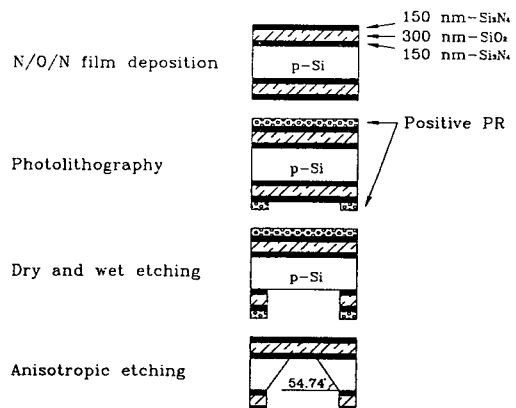 150 nm-Si₃N₄
300 nm-SiO₂
150 nm-Si₃N₄
N/O/N film deposition
p-Si
Positive PR
Photolithography
p-Si
Dry and wet etching
p-Si
Anisotropic etching
54.74°